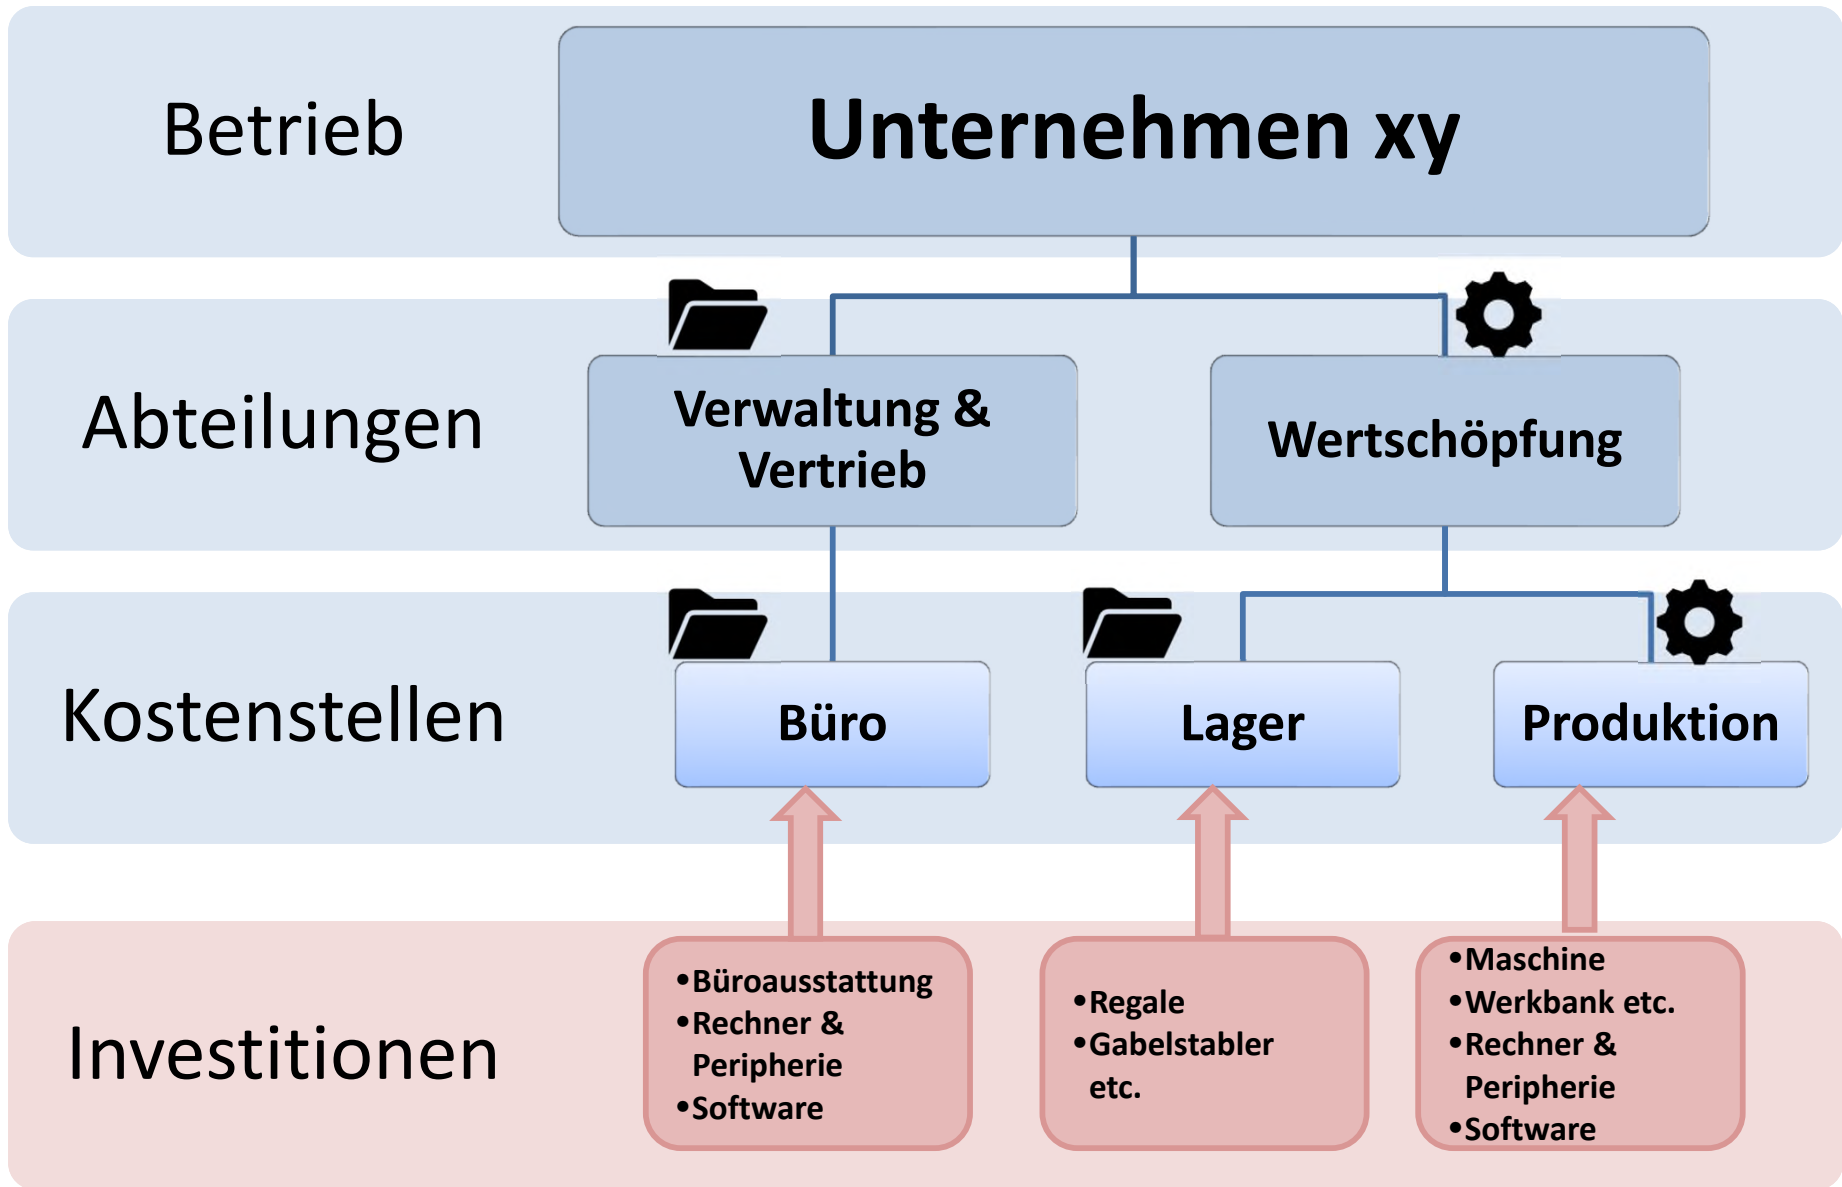 Betrieb
Unternehmen xy
Abteilungen
Verwaltung &
Vertrieb
Wertschöpfung
Kostenstellen
Büro
Lager
Produktion
Investitionen
•Büroausstattung
•Rechner &
Peripherie
•Software
•Regale
•Gabelstabler
etc.
•Maschine
•Werkbank etc.
•Rechner &
Peripherie
•Software